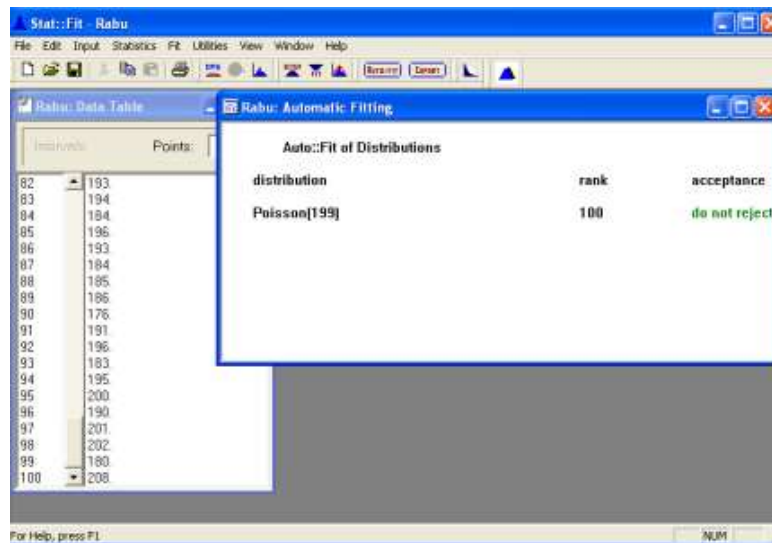 Stat::Fit - Rabu
File Edit Input Statistics Fit Utilities View Window Help
Rabu: Data Table
Intervals: Points:
82 193.
83 194.
84 184.
85 196.
86 193.
87 184.
88 185.
89 186.
90 176.
91 191.
92 196.
93 183.
94 195.
95 200.
96 190.
97 201.
98 202.
99 180.
100 208.
Rabu: Automatic Fitting
Auto::Fit of Distributions
distribution rank acceptance
Poisson[199] 100 do not reject
For Help, press F1 NUM